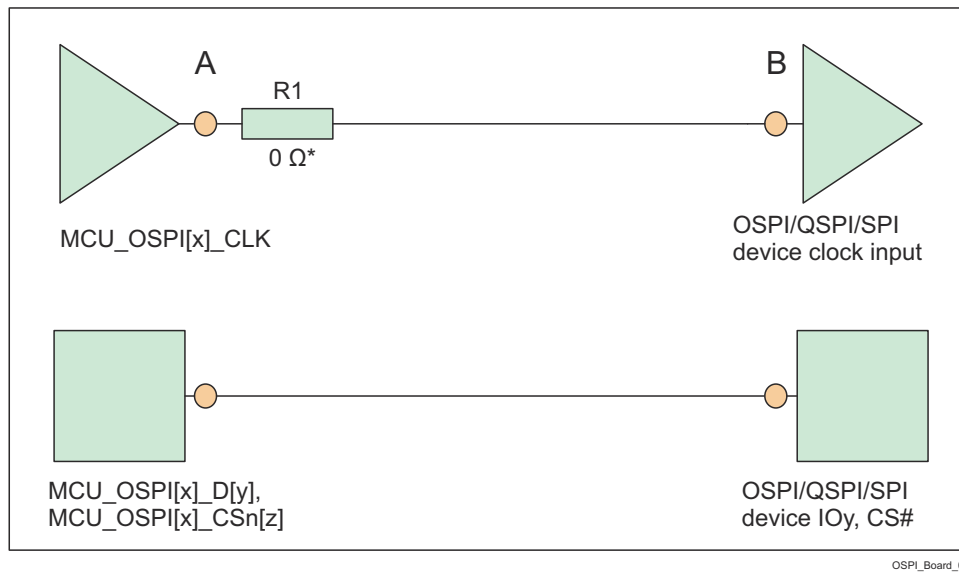 A
B
R1
0 Ω*
MCU_OSPI[x]_CLK
OSPI/QSPI/SPI
device clock input
MCU_OSPI[x]_D[y],
MCU_OSPI[x]_CSn[z]
OSPI/QSPI/SPI
device IOy, CS#